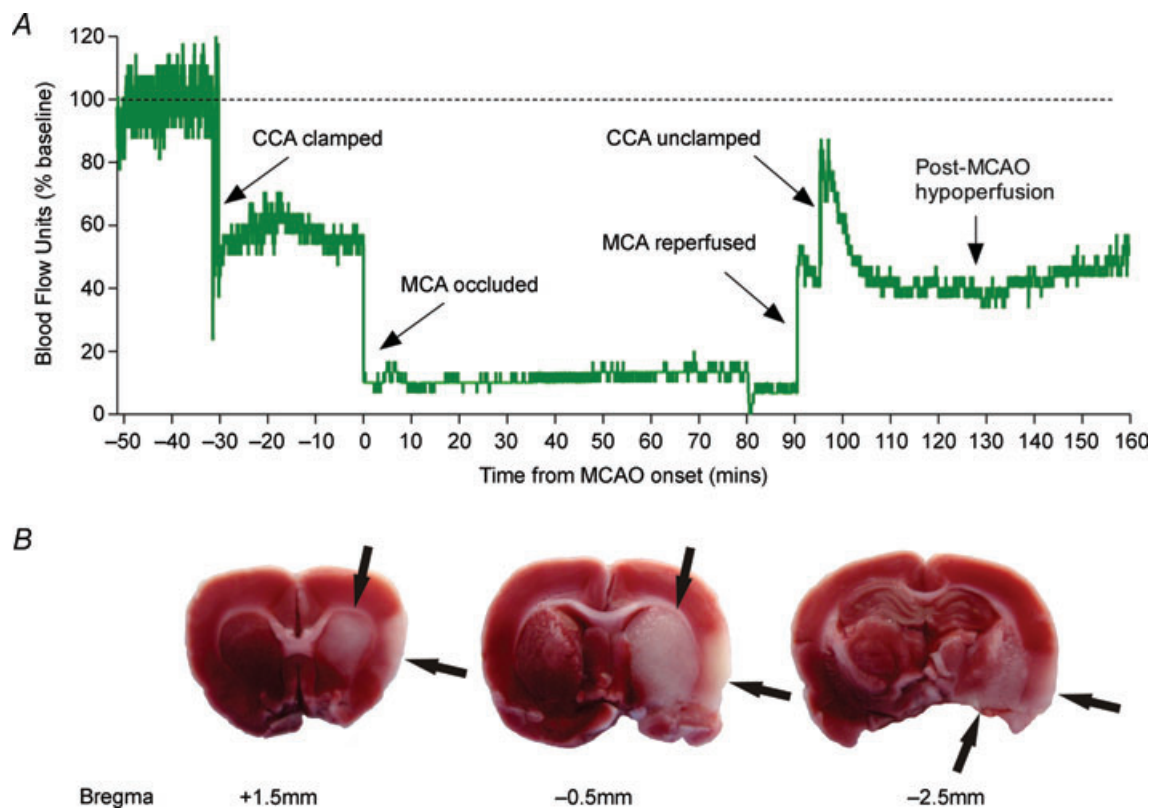 A
Blood Flow Units (% baseline)
120
100
80
60
40
20
0
CCA clamped
MCA occluded
MCA reperfused
CCA unclamped
Post-MCAO
hypoperfusion
–50 –40 –30 –20 –10 0 10 20 30 40 50 60 70 80 90 100 110 120 130 140 150 160
Time from MCAO onset (mins)
B
Bregma +1.5mm –0.5mm –2.5mm